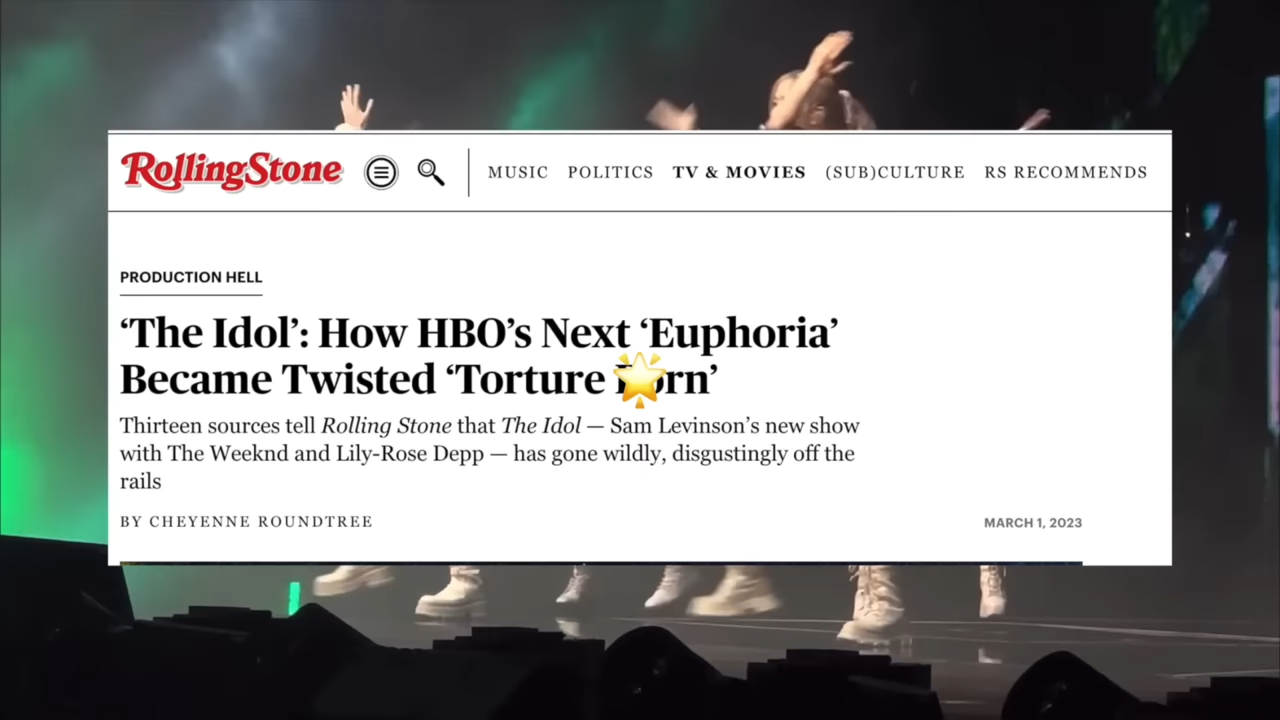 RollingStone
MUSIC POLITICS TV & MOVIES (SUB)CULTURE RS RECOMMENDS
PRODUCTION HELL
‘The Idol’: How HBO’s Next ‘Euphoria’
Became Twisted ‘Torture
Thirteen sources tell Rolling Stone that The Idol — Sam Levinson’s new show
with The Weeknd and Lily-Rose Depp — has gone wildly, disgustingly off the
rails
BY CHEYENNE ROUNDTREE
MARCH 1, 2023